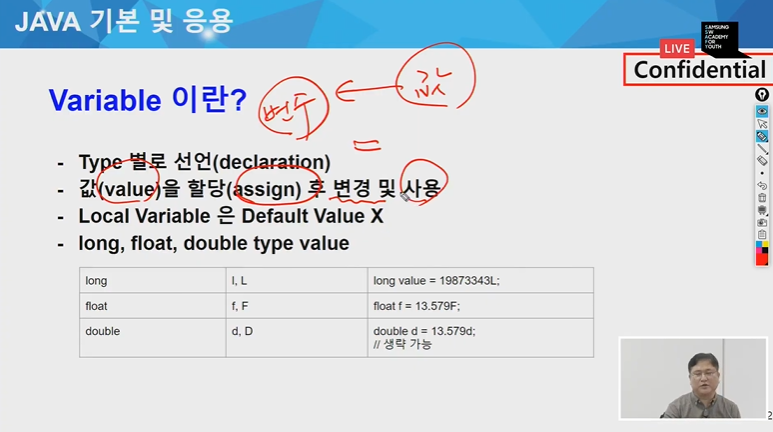 JAVA 기본 및 응용
LIVE
SAMSUNG
SW
ACADEMY
FOR
YOUTH
Confidential
Variable 이란?
변수
값
=
- Type 별로 선언(declaration)
- 값(value)을 할당(assign) 후 변경 및 사용
- Local Variable 은 Default Value X
- long, float, double type value
long l, L long value = 19873343L;
float f, F float f = 13.579F;
double d, D double d = 13.579d;
// 생략 가능
2